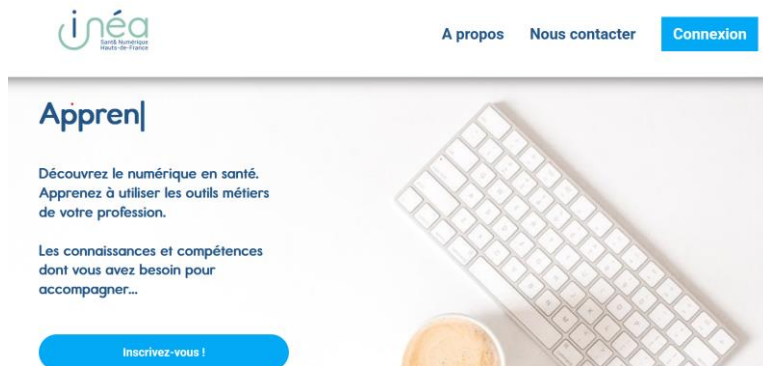 inéa
Santé Numérique
Hauts-de-France
A propos Nous contacter Connexion
Appren
Découvrez le numérique en santé.
Apprenez à utiliser les outils métiers
de votre profession.
Les connaissances et compétences
dont vous avez besoin pour
accompagner...
Inscrivez-vous !